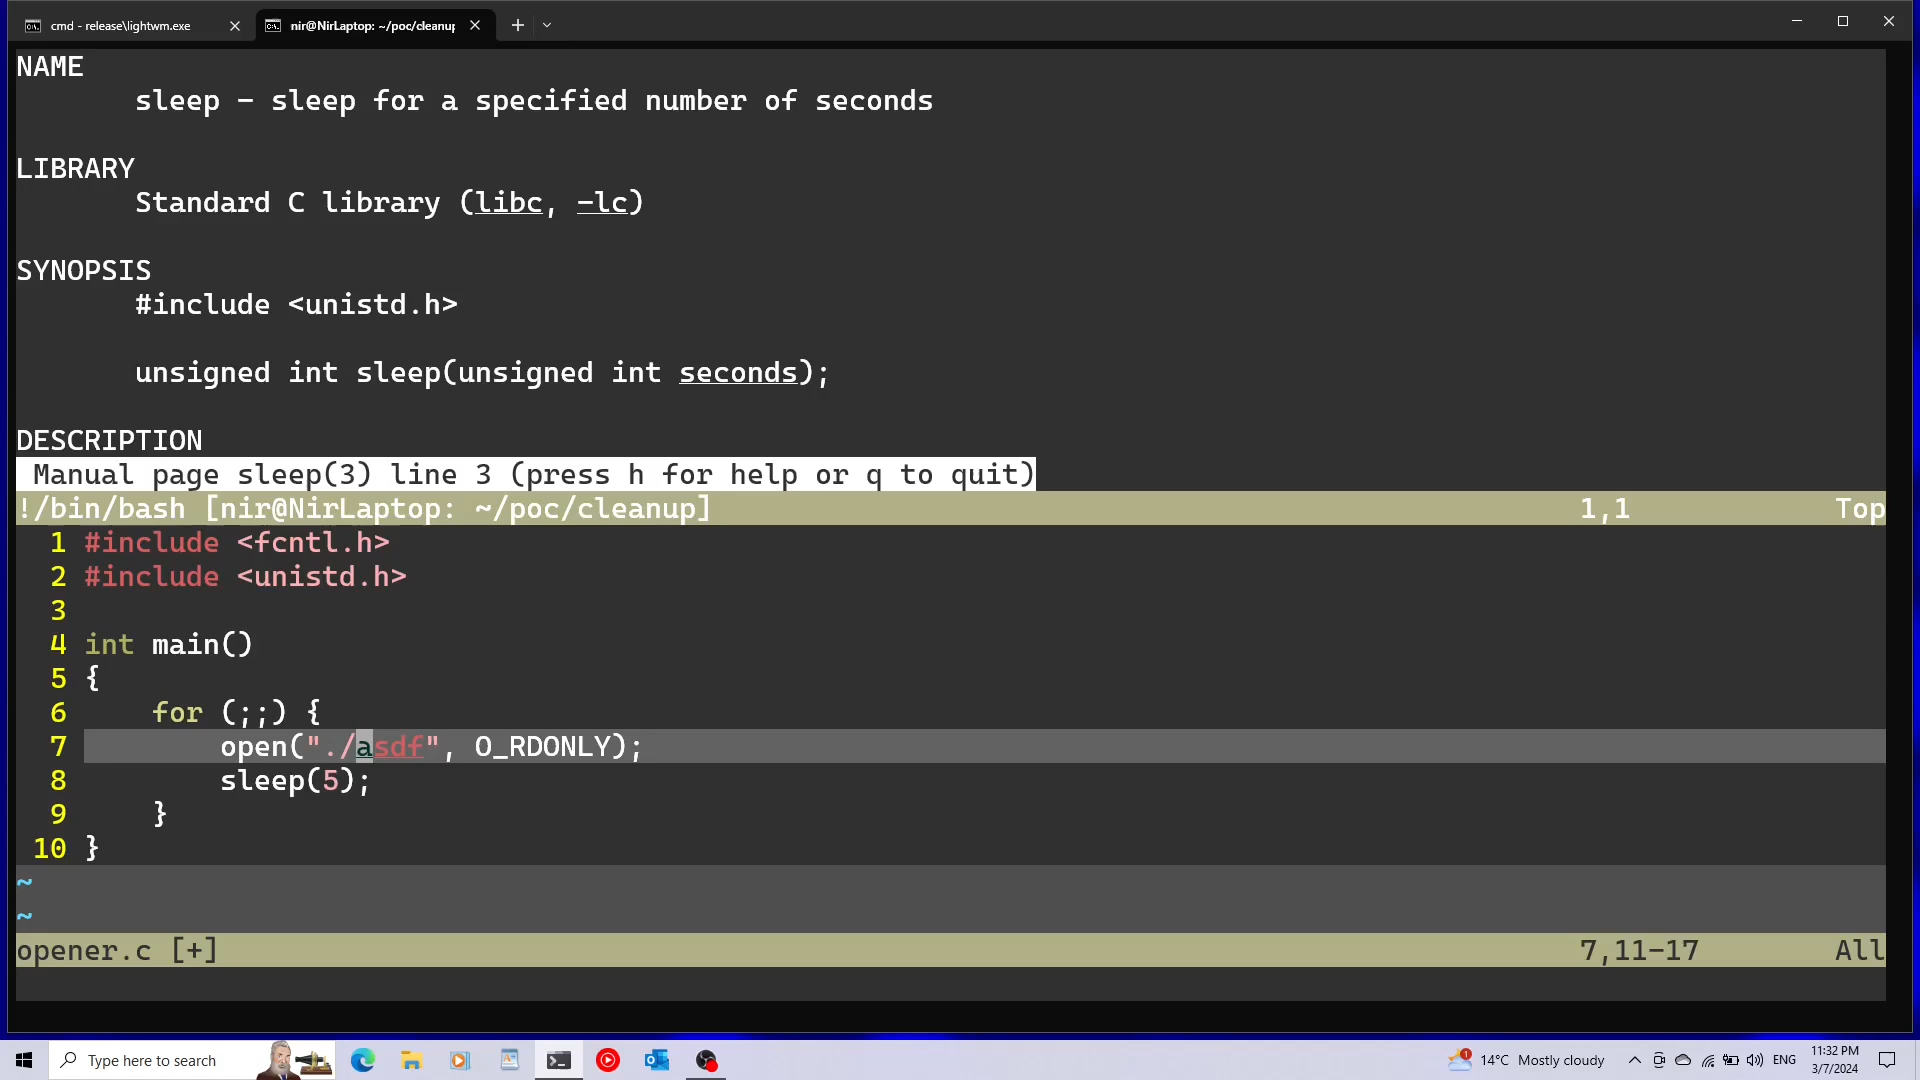 cmd - release\lightwm.exe
nir@NirLaptop: ~/poc/cleanup
NAME
sleep - sleep for a specified number of seconds
LIBRARY
Standard C library (libc, -lc)
SYNOPSIS
#include <unistd.h>
unsigned int sleep(unsigned int seconds);
DESCRIPTION
Manual page sleep(3) line 3 (press h for help or q to quit)
!/bin/bash [nir@NirLaptop: ~/poc/cleanup] 1,1 Top
1 #include <fcntl.h>
2 #include <unistd.h>
3
4 int main()
5 {
6 for (;;) {
7 open("./asdf", O_RDONLY);
8 sleep(5);
9 }
10 }
~
~
opener.c [+] 7,11-17 All
Type here to search
1
14°C Mostly cloudy
ENG
11:32 PM
3/7/2024